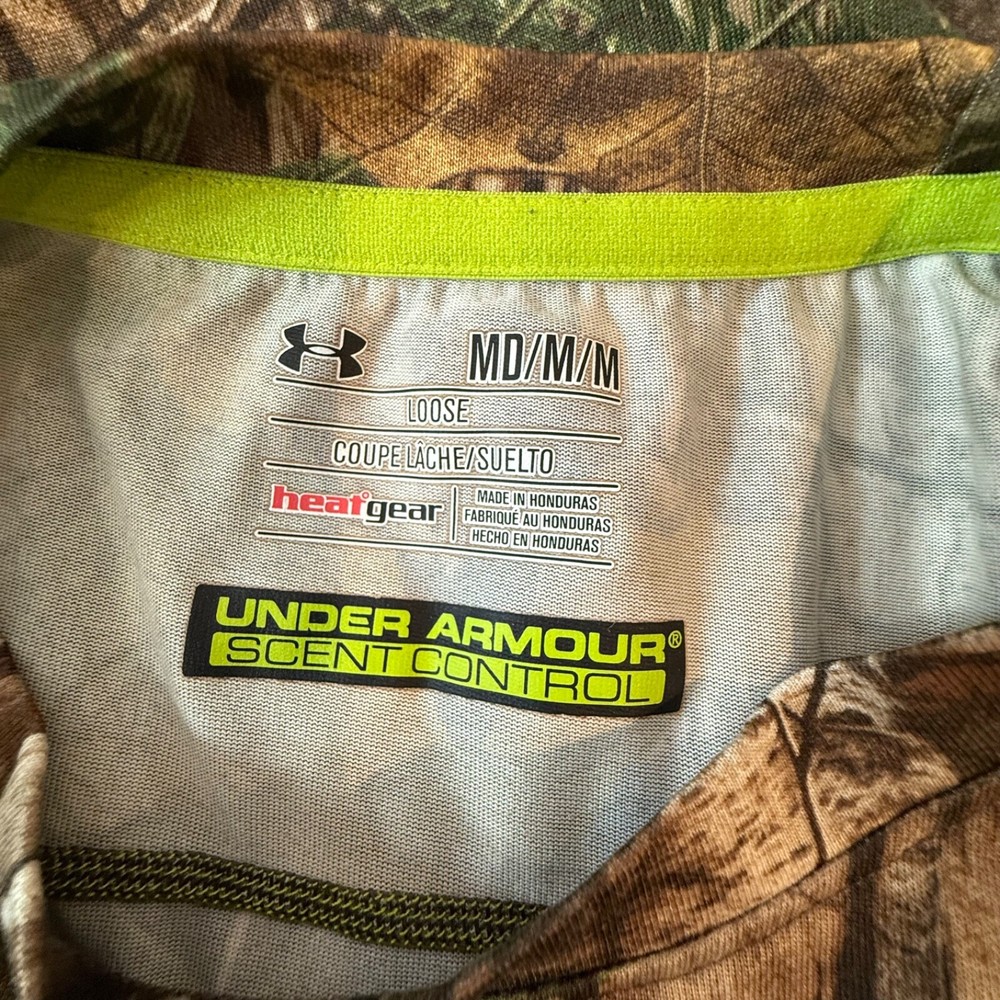 MD/M/M
LOOSE
COUPE LÂCHE/SUELTO
heatgear
MADE IN HONDURAS
FABRIQUÉ AU HONDURAS
HECHO EN HONDURAS
UNDER ARMOUR®
SCENT CONTROL